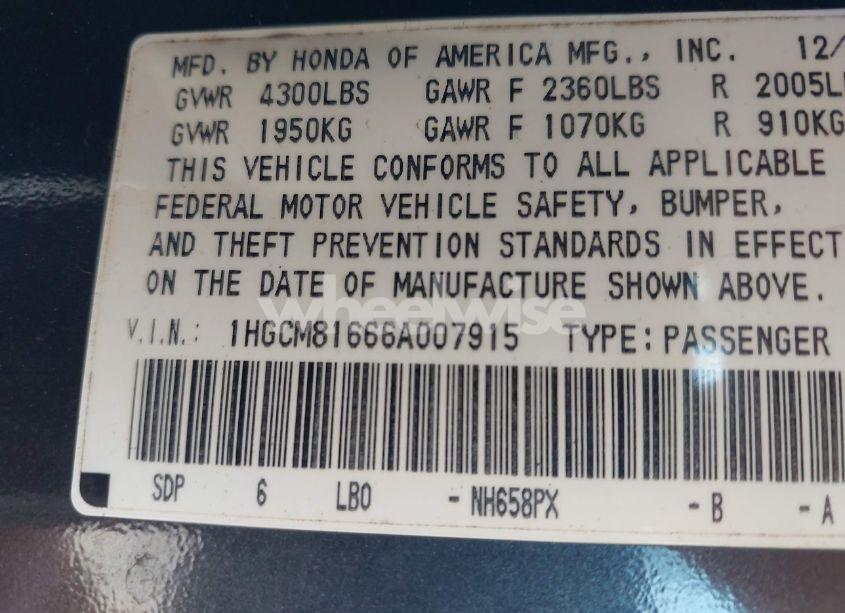 MFD. BY HONDA OF AMERICA MFG., INC. 12/
GVWR 4300LBS GAWR F 2360LBS R 2005L
GVWR 1950KG GAWR F 1070KG R 910KG
THIS VEHICLE CONFORMS TO ALL APPLICABLE
FEDERAL MOTOR VEHICLE SAFETY, BUMPER,
AND THEFT PREVENTION STANDARDS IN EFFECT
ON THE DATE OF MANUFACTURE SHOWN ABOVE.
wheelwise
V.I.N.: 1HGCM81666A007915 TYPE: PASSENGER
SDP 6 LBO - NH658PX - B - A